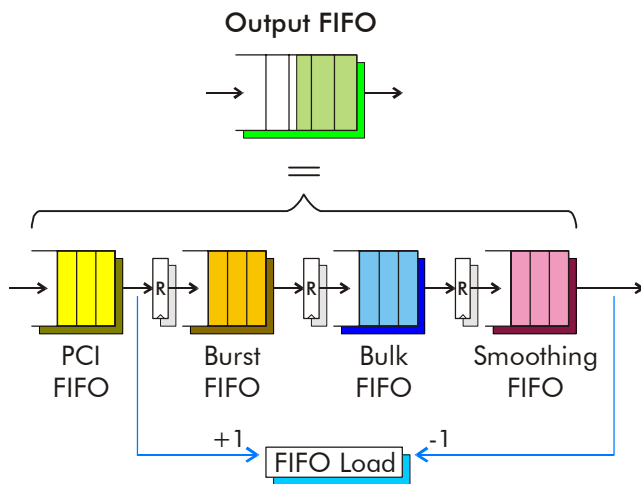 Output FIFO
=
R
R
R
PCI
FIFO
Burst
FIFO
Bulk
FIFO
Smoothing
FIFO
+1
-1
FIFO Load